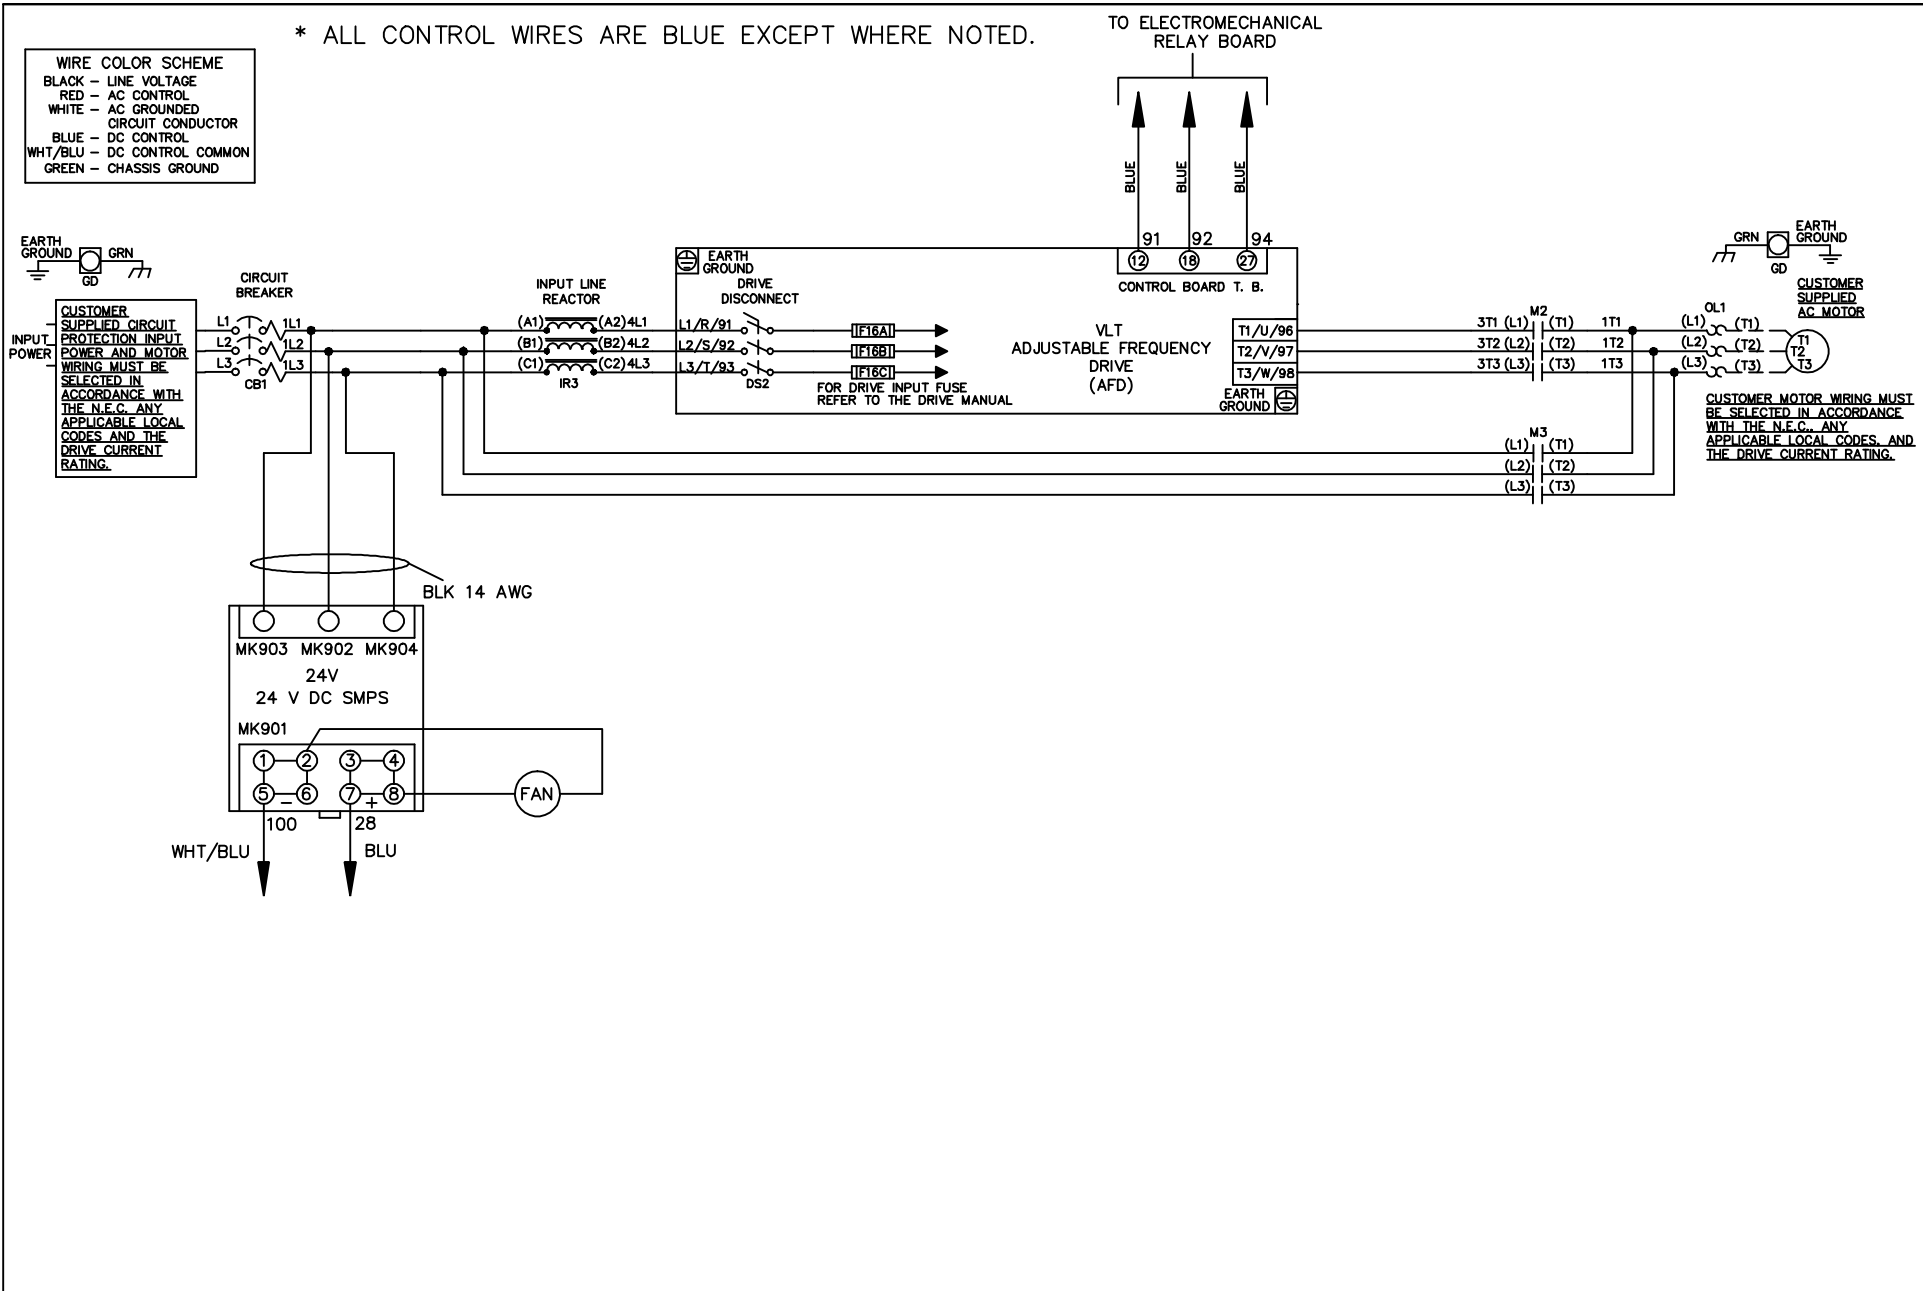 * ALL CONTROL WIRES ARE BLUE EXCEPT WHERE NOTED.
TO ELECTROMECHANICAL
RELAY BOARD
WIRE COLOR SCHEME
BLACK – LINE VOLTAGE
RED – AC CONTROL
WHITE – AC GROUNDED
CIRCUIT CONDUCTOR
BLUE – DC CONTROL
WHT/BLU – DC CONTROL COMMON
GREEN – CHASSIS GROUND
BLUE
BLUE
BLUE
91
92
94
12
18
27
CONTROL BOARD T. B.
EARTH
GROUND
GRN
GD
INPUT
POWER
CUSTOMER
SUPPLIED CIRCUIT
PROTECTION INPUT
POWER AND MOTOR
WIRING MUST BE
SELECTED IN
ACCORDANCE WITH
THE N.E.C. ANY
APPLICABLE LOCAL
CODES AND THE
DRIVE CURRENT
RATING.
CIRCUIT
BREAKER
L1
1L1
L2
1L2
L3
1L3
CB1
INPUT LINE
REACTOR
(A1)
(A2)4L1
(B1)
(B2)4L2
(C1)
(C2)4L3
IR3
EARTH
GROUND
DRIVE
DISCONNECT
L1/R/91
L2/S/92
L3/T/93
DS2
F16A
F16B
F16C
FOR DRIVE INPUT FUSE
REFER TO THE DRIVE MANUAL
VLT
ADJUSTABLE FREQUENCY
DRIVE
(AFD)
T1/U/96
T2/V/97
T3/W/98
EARTH
GROUND
M2
3T1 (L1)
(T1)
1T1
3T2 (L2)
(T2)
1T2
3T3 (L3)
(T3)
1T3
M3
(L1)
(T1)
(L2)
(T2)
(L3)
(T3)
GRN
EARTH
GROUND
GD
CUSTOMER
SUPPLIED
AC MOTOR
OL1
(L1)
(T1)
(L2)
(T2)
(L3)
(T3)
T1
T2
T3
CUSTOMER MOTOR WIRING MUST
BE SELECTED IN ACCORDANCE
WITH THE N.E.C., ANY
APPLICABLE LOCAL CODES, AND
THE DRIVE CURRENT RATING.
BLK 14 AWG
MK903 MK902 MK904
24V
24 V DC SMPS
MK901
1
2
3
4
5
–
6
7
+
8
FAN
100
28
WHT/BLU
BLU